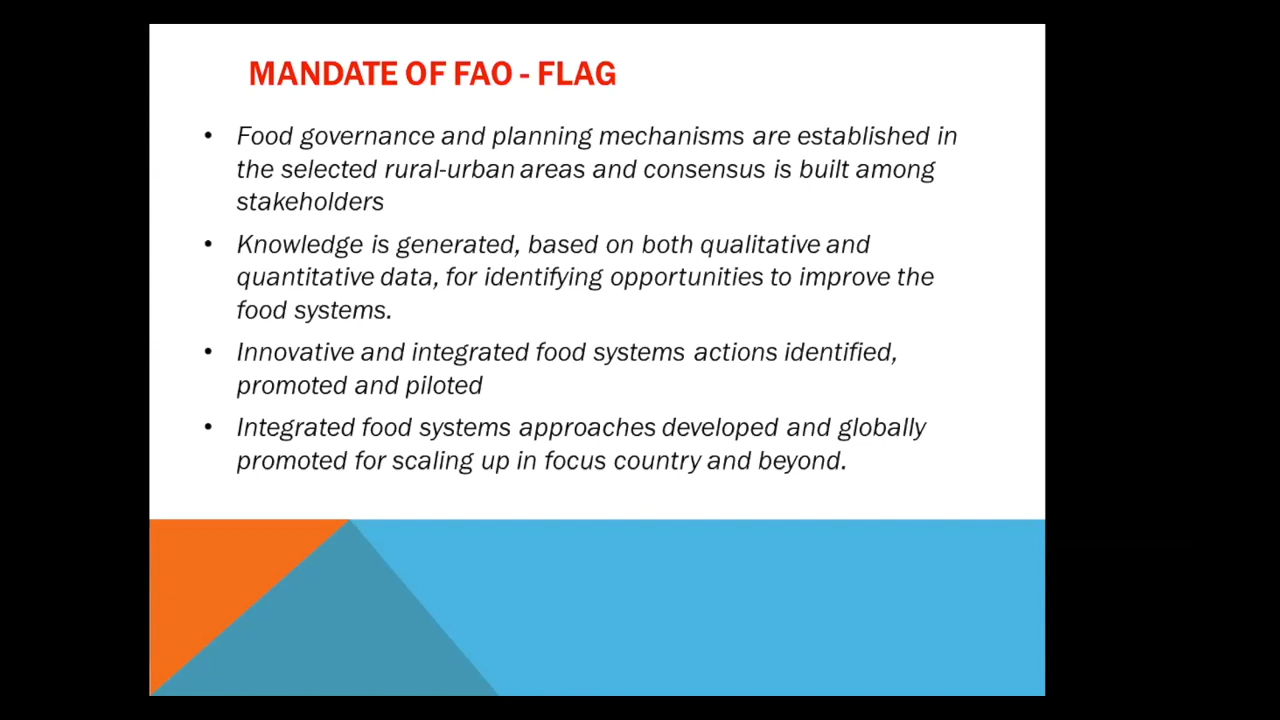 MANDATE OF FAO - FLAG
• Food governance and planning mechanisms are established in
the selected rural-urban areas and consensus is built among
stakeholders
• Knowledge is generated, based on both qualitative and
quantitative data, for identifying opportunities to improve the
food systems.
• Innovative and integrated food systems actions identified,
promoted and piloted
• Integrated food systems approaches developed and globally
promoted for scaling up in focus country and beyond.